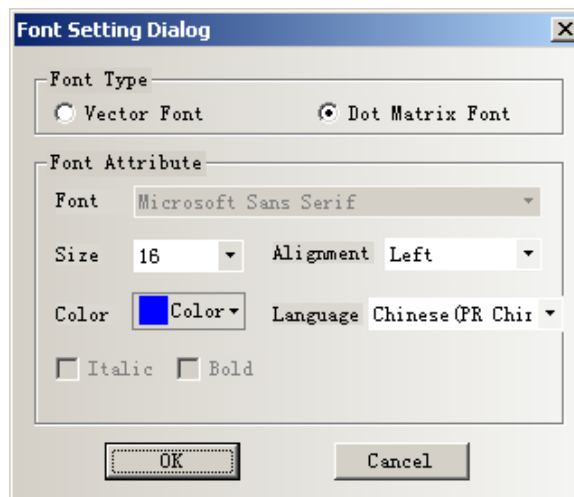 Font Setting Dialog
Font Type
Vector Font Dot Matrix Font
Font Attribute
Font Microsoft Sans Serif
Size 16 Alignment Left
Color Color Language Chinese(PR Chir
Italic Bold
OK Cancel